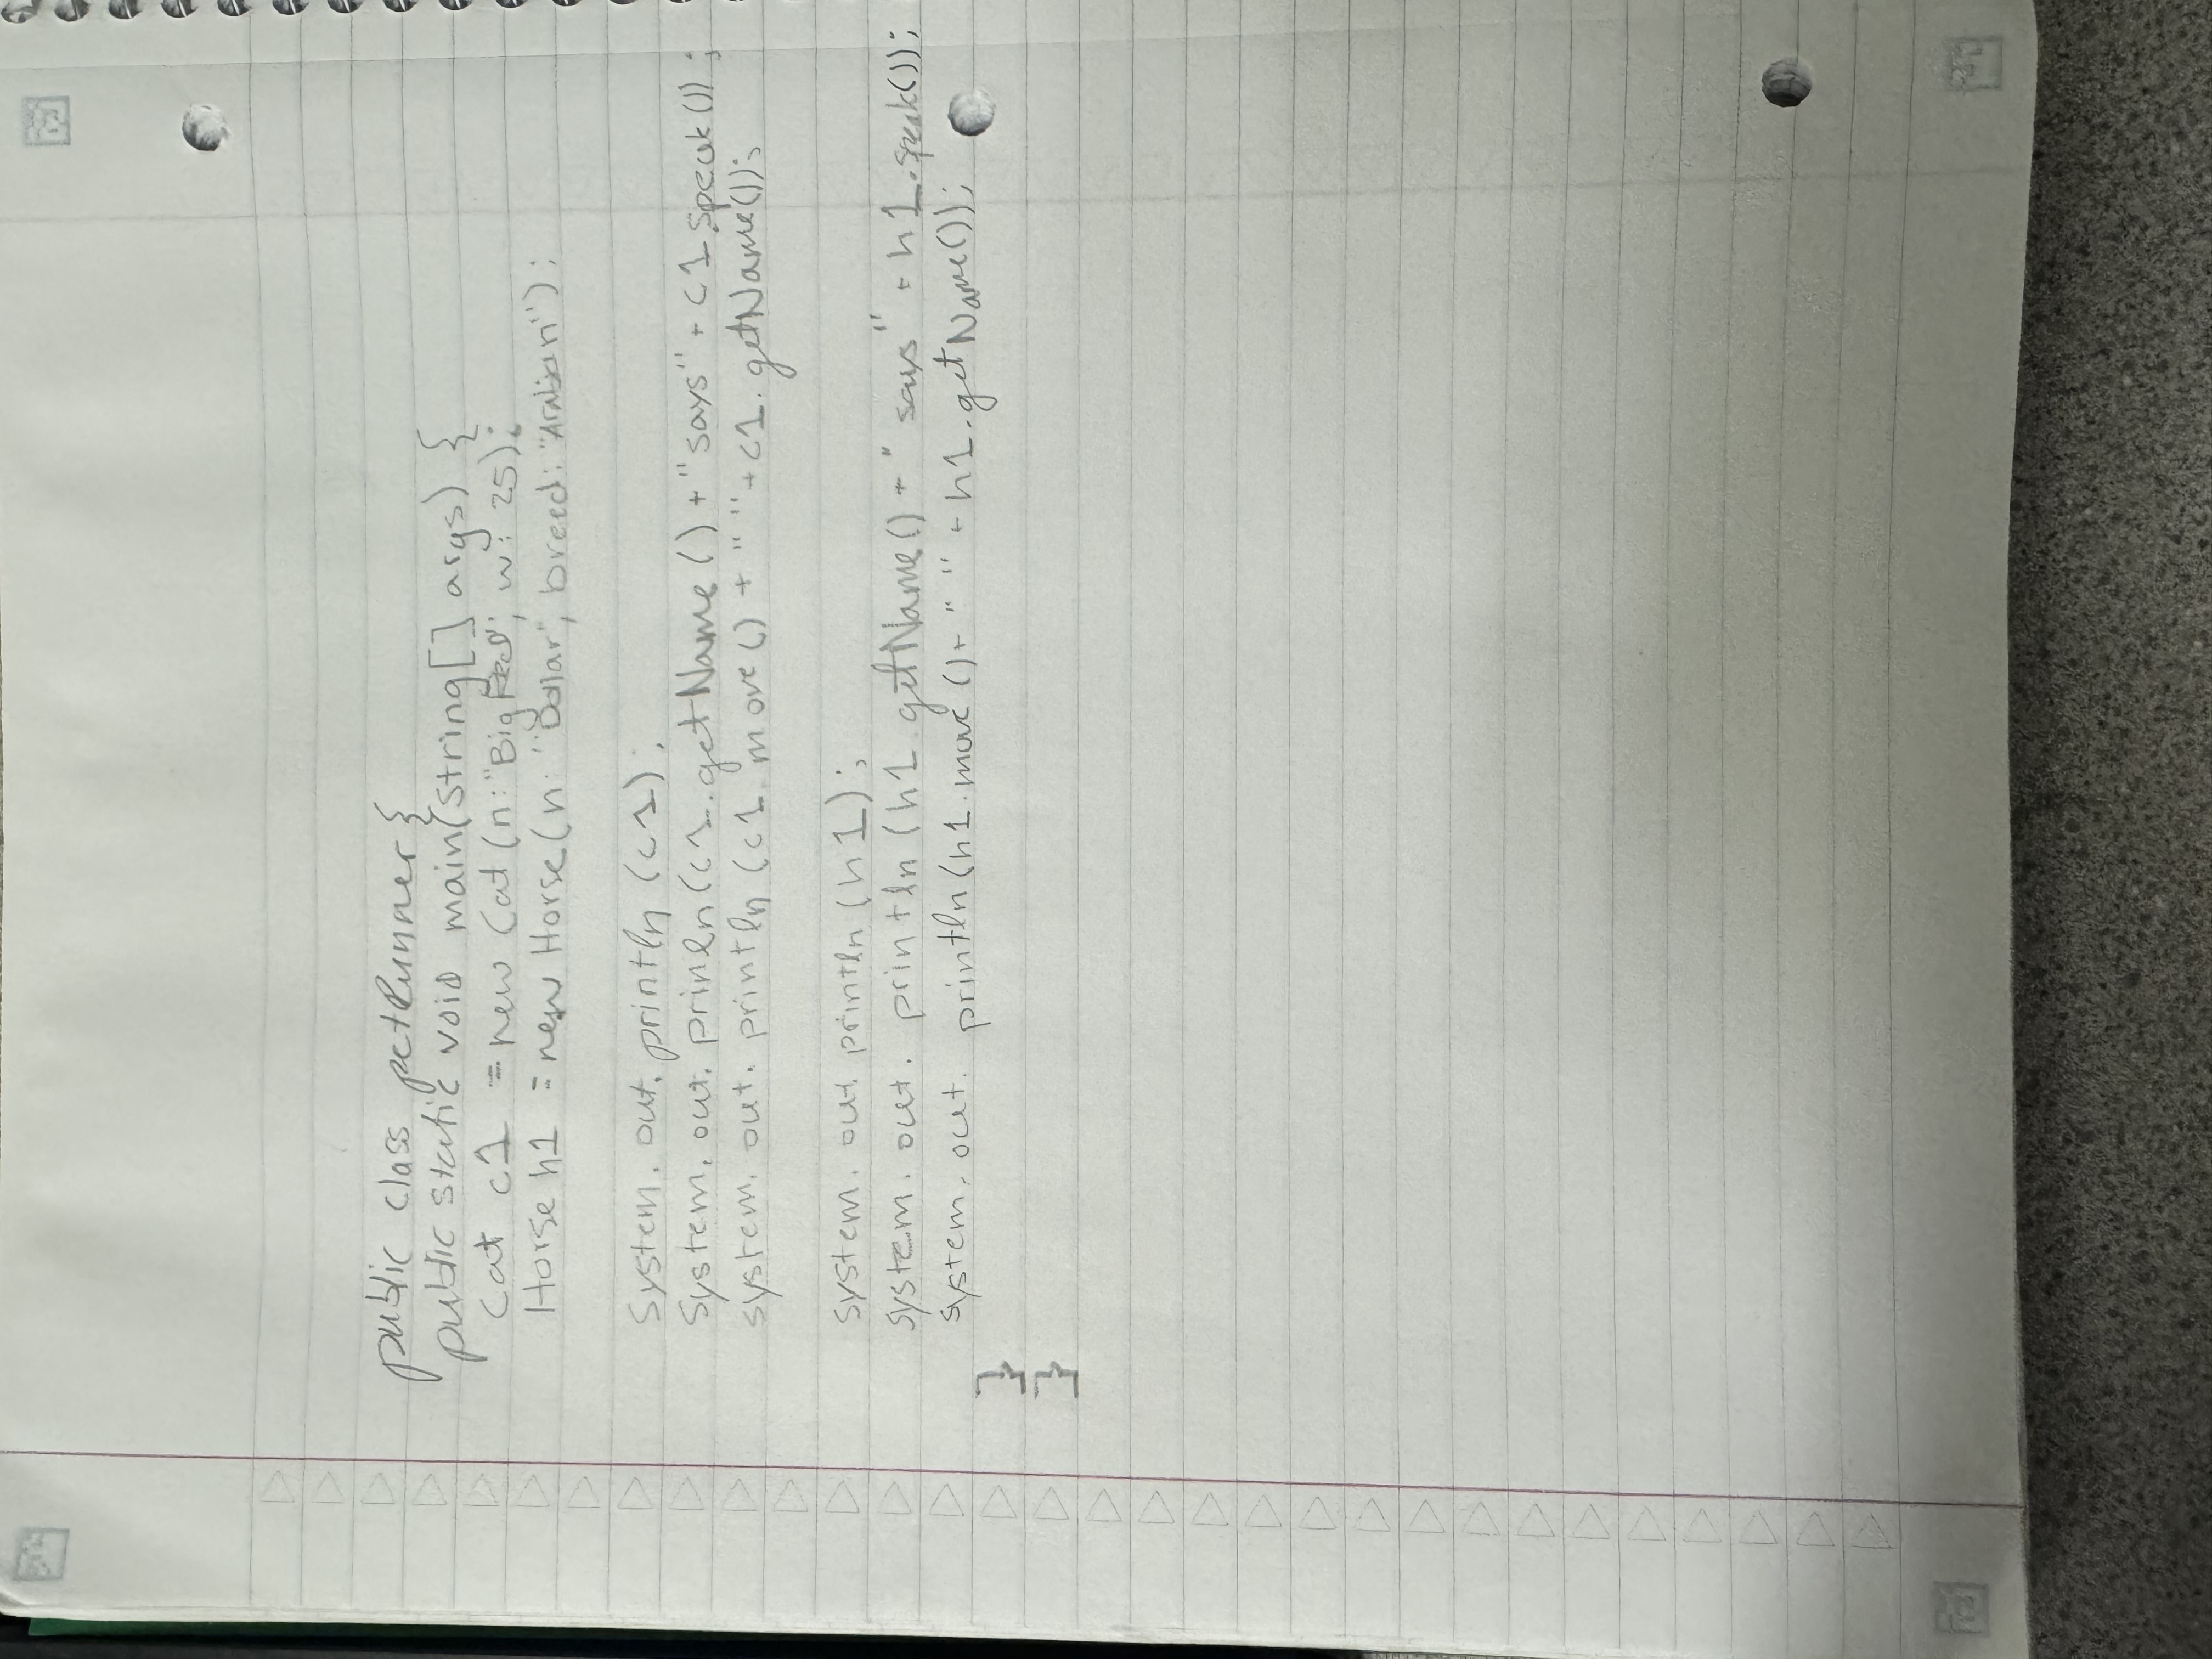 public class petRunner {
public static void main(String[] args) {
Cat c1 = new Cat (n: "Big Red", w: 25);
Horse h1 = new Horse (n: "Dollar", breed: "Arabian");
System. out. println (c1);
System. out. prinln (c1. getName () + "says" + c1. speak ());
system. out. println (c1. move () + " " + c1. getName());
system. out. println (h1);
system. out. println (h1. getName () + " says" + h1. speak());
system. out. println (h1. move () + " " + h1. getName());
}
}